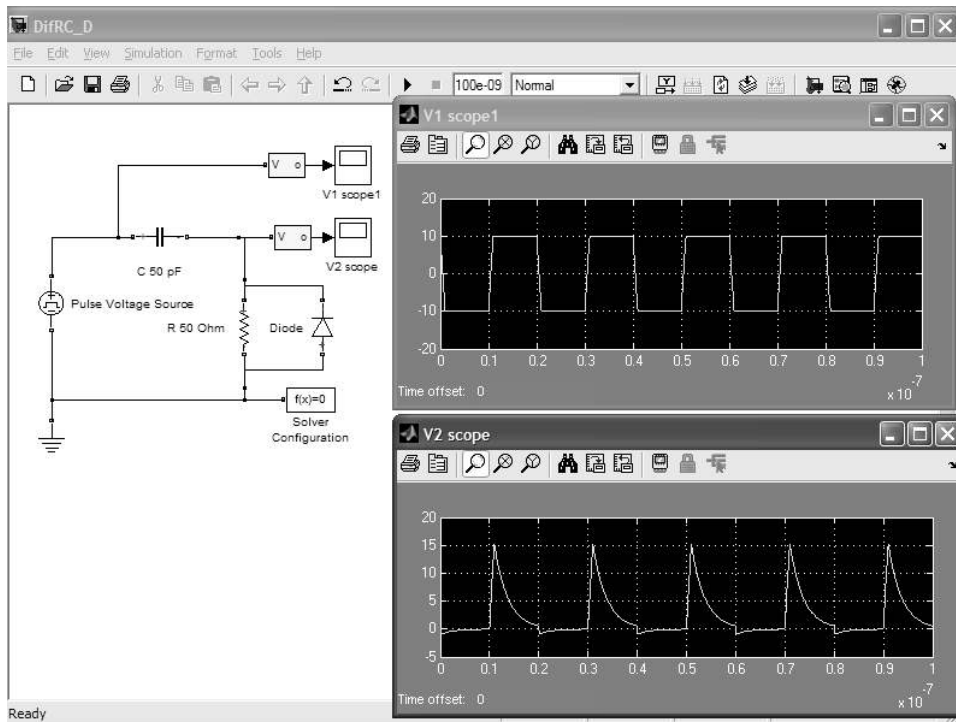 DifRC_D
File Edit View Simulation Format Tools Help
100e-09 Normal
V o
V1 scope1
V o
V2 scope
C 50 pF
Pulse Voltage Source
R 50 Ohm
Diode
f(x)=0
Solver
Configuration
Ready
V1 scope1
20
10
0
-10
-20
0 0.1 0.2 0.3 0.4 0.5 0.6 0.7 0.8 0.9 1
x 10-7
Time offset: 0
V2 scope
20
15
10
5
0
-5
0 0.1 0.2 0.3 0.4 0.5 0.6 0.7 0.8 0.9 1
x 10-7
Time offset: 0